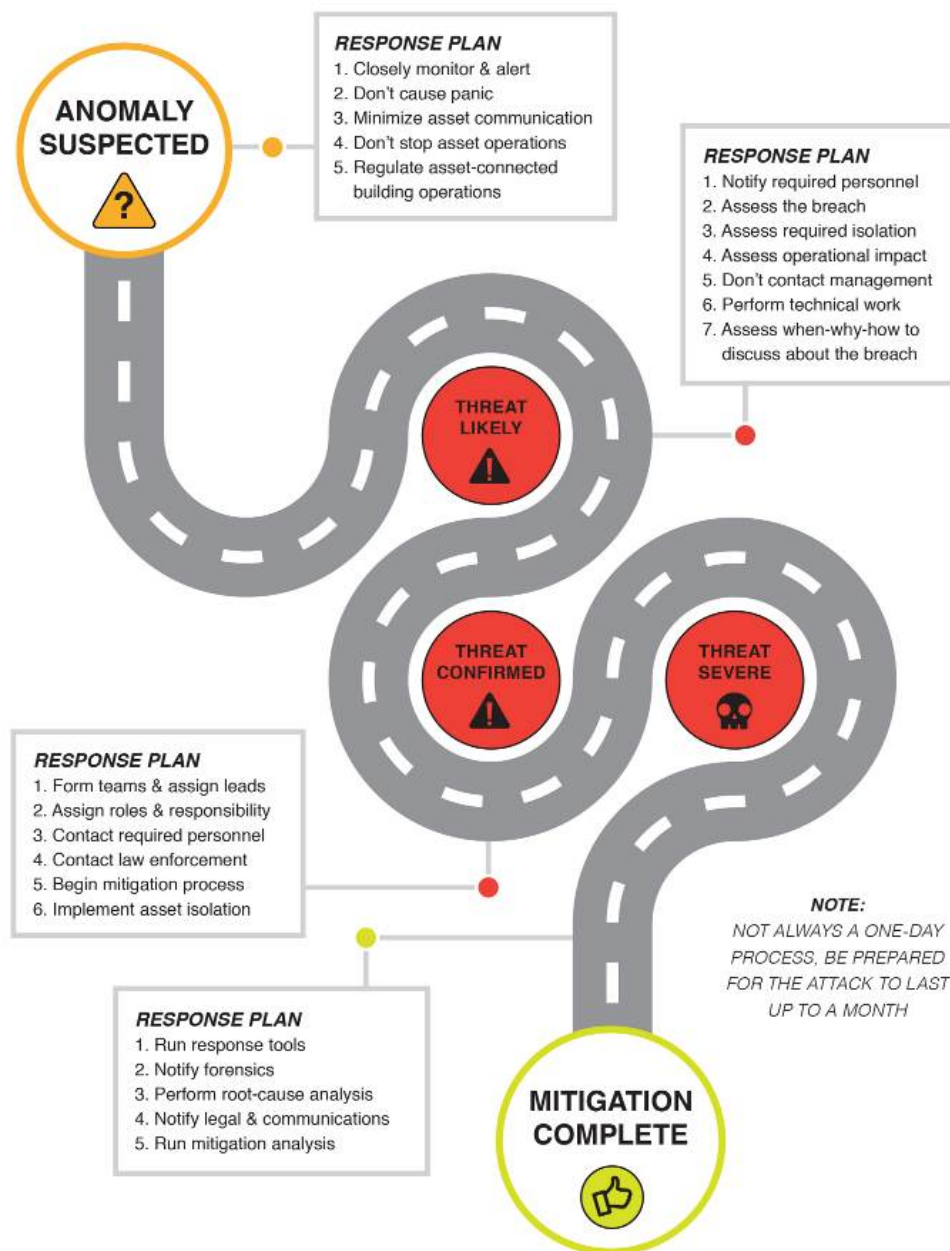 ANOMALY
SUSPECTED
?
RESPONSE PLAN
1. Closely monitor & alert
2. Don't cause panic
3. Minimize asset communication
4. Don't stop asset operations
5. Regulate asset-connected
building operations
RESPONSE PLAN
1. Notify required personnel
2. Assess the breach
3. Assess required isolation
4. Assess operational impact
5. Don't contact management
6. Perform technical work
7. Assess when-why-how to
discuss about the breach
THREAT
LIKELY
!
THREAT
CONFIRMED
!
THREAT
SEVERE
RESPONSE PLAN
1. Form teams & assign leads
2. Assign roles & responsibility
3. Contact required personnel
4. Contact law enforcement
5. Begin mitigation process
6. Implement asset isolation
NOTE:
NOT ALWAYS A ONE-DAY
PROCESS, BE PREPARED
FOR THE ATTACK TO LAST
UP TO A MONTH
RESPONSE PLAN
1. Run response tools
2. Notify forensics
3. Perform root-cause analysis
4. Notify legal & communications
5. Run mitigation analysis
MITIGATION
COMPLETE